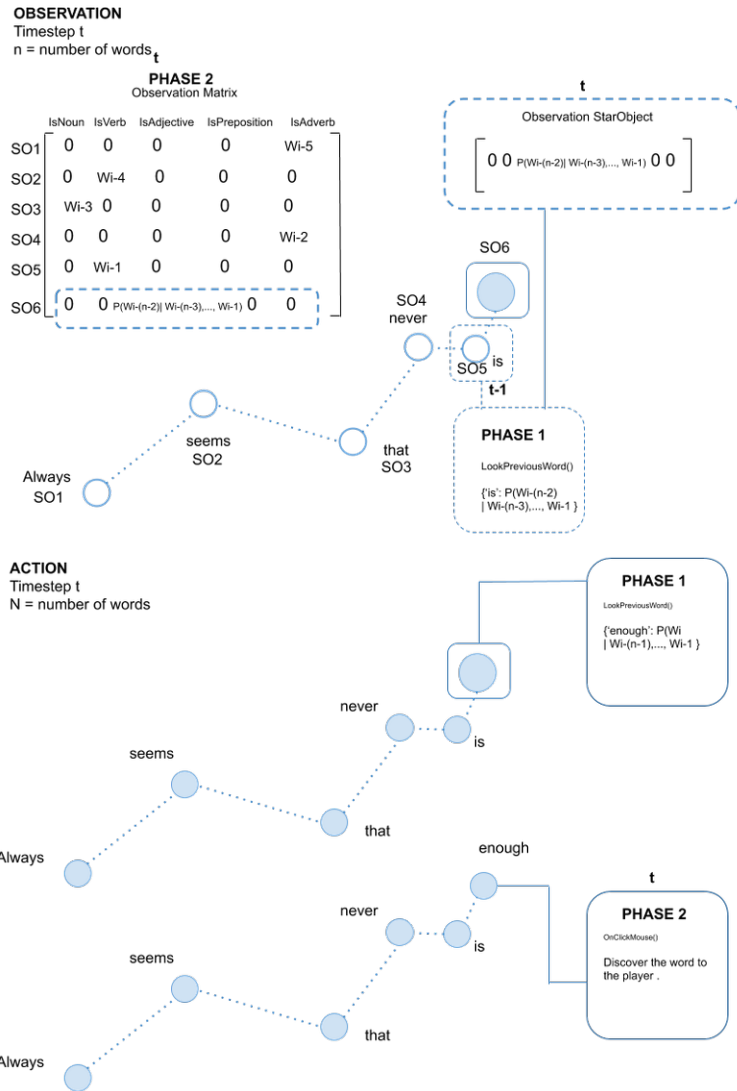 OBSERVATION
Timestep t
n = number of words
t
PHASE 2
Observation Matrix
IsNoun IsVerb IsAdjective IsPreposition IsAdverb
SO1 0 0 0 0 Wi-5
SO2 0 Wi-4 0 0 0
SO3 Wi-3 0 0 0 0
SO4 0 0 0 0 Wi-2
SO5 0 Wi-1 0 0 0
SO6 0 0 P(Wi-(n-2)| Wi-(n-3),..., Wi-1) 0 0
t
Observation StarObject
0 0 P(Wi-(n-2)| Wi-(n-3),..., Wi-1) 0 0
SO6
SO4
never
SO5 is
t-1
PHASE 1
LookPreviousWord()
{'is': P(Wi-(n-2)
| Wi-(n-3),..., Wi-1 }
seems
SO2
that
SO3
Always
SO1
ACTION
Timestep t
N = number of words
PHASE 1
LookPreviousWord()
{'enough': P(Wi
| Wi-(n-1),..., Wi-1 }
never
is
seems
that
Always
enough
t
PHASE 2
OnClickMouse()
Discover the word to
the player .
never
is
seems
that
Always